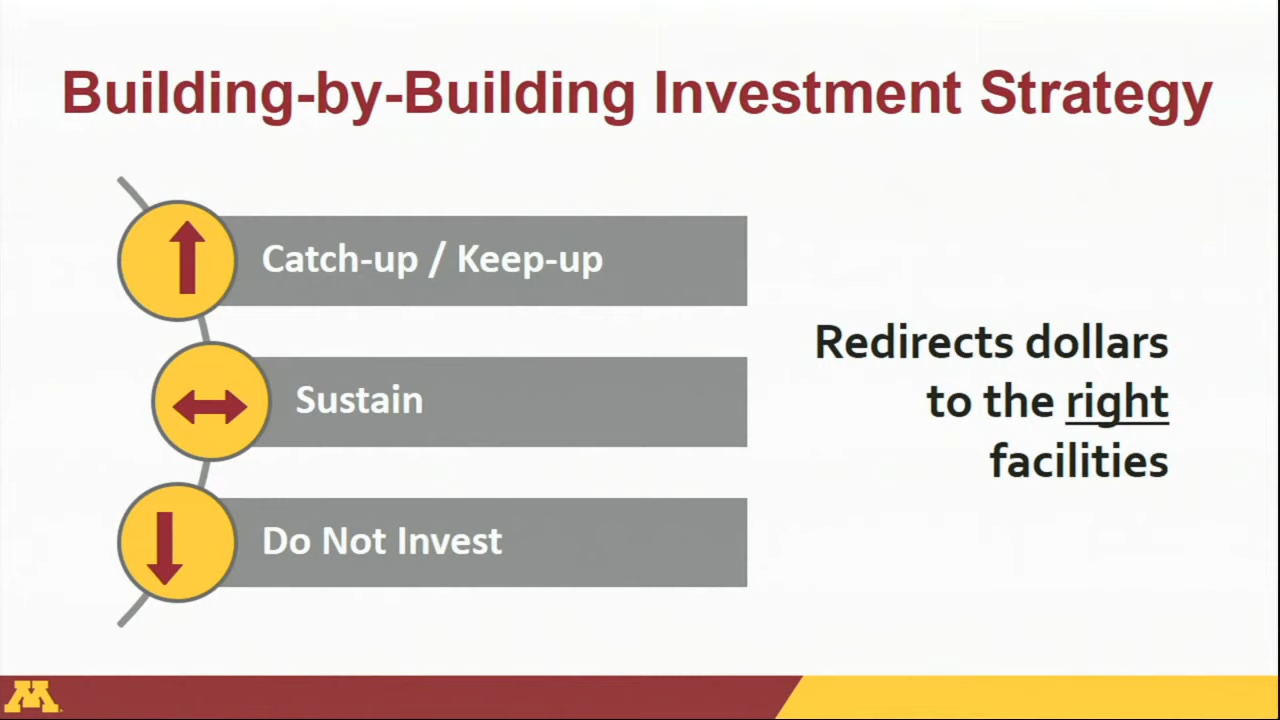 Building-by-Building Investment Strategy
Catch-up / Keep-up
Sustain
Do Not Invest
Redirects dollars
to the right
facilities
M